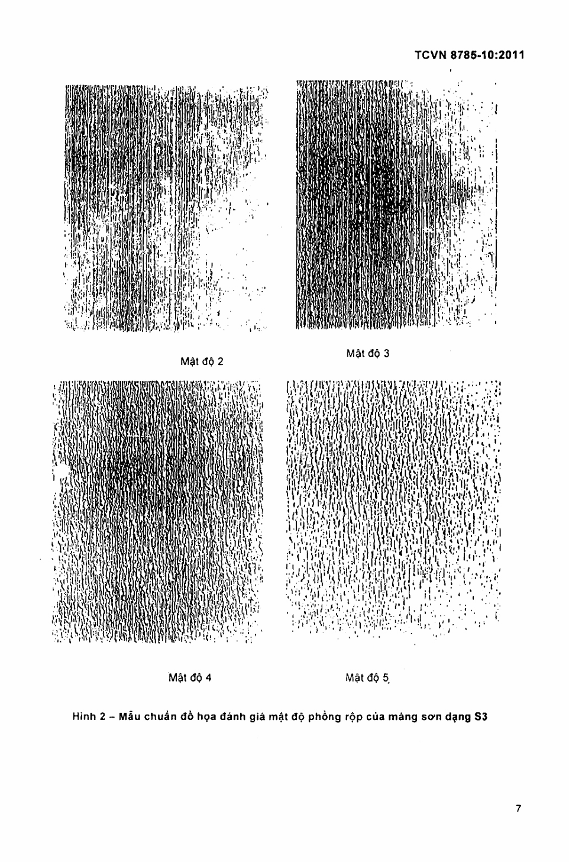 TCVN 8785-10:2011
Mật độ 2
Mật độ 3
Mật độ 4
Mật độ 5
Hình 2 – Mẫu chuẩn đồ họa đánh giá mật độ phồng rộp của màng sơn dạng S3
7